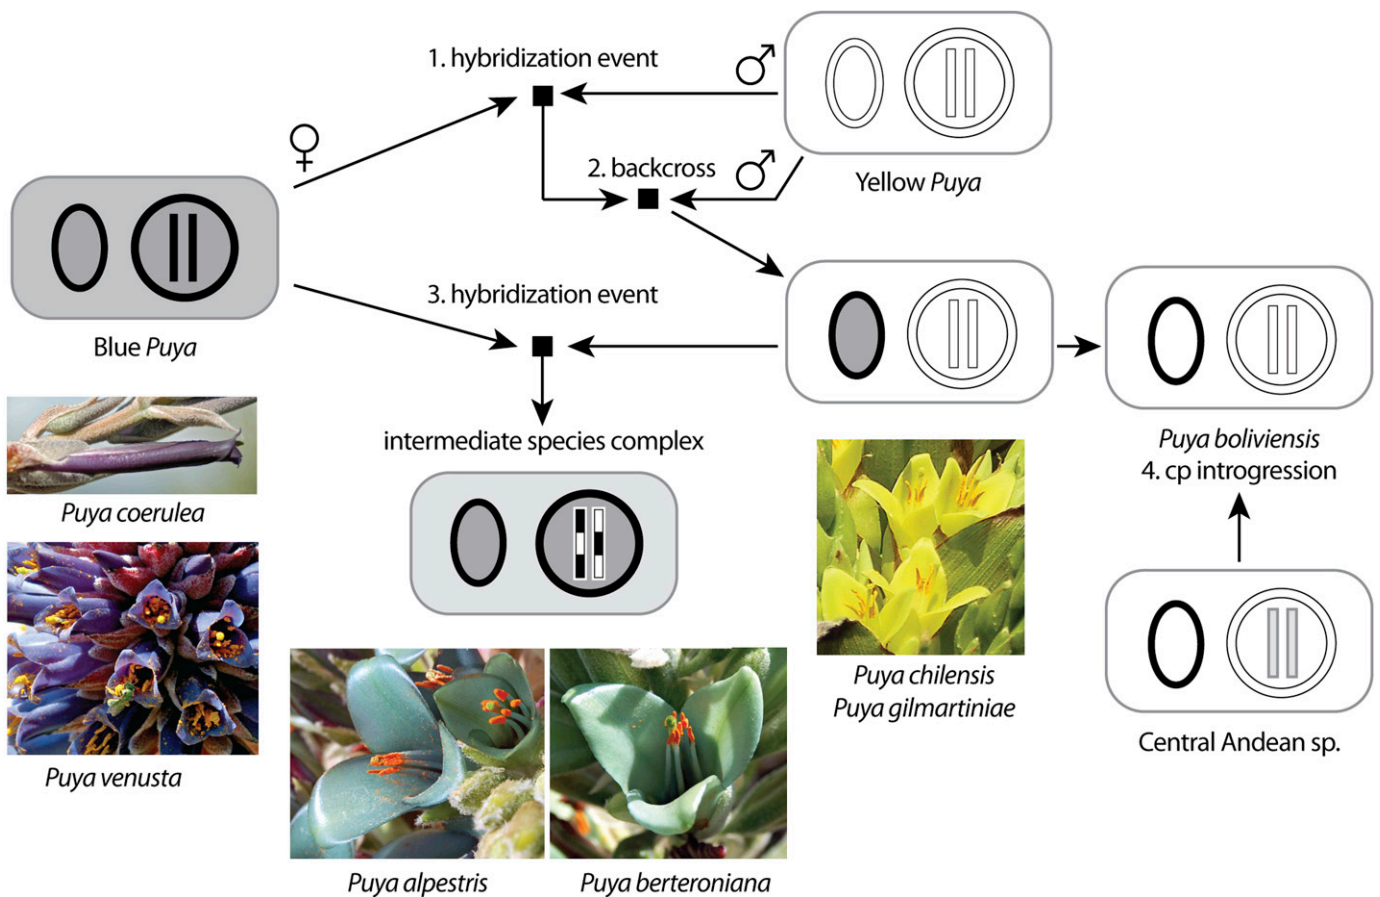 1. hybridization event
♂
♀
2. backcross
♂
Yellow Puya
3. hybridization event
Blue Puya
intermediate species complex
Puya boliviensis
4. cp introgression
Puya coerulea
Puya chilensis
Puya gilmartiniae
Central Andean sp.
Puya venusta
Puya alpestris
Puya berteroniana